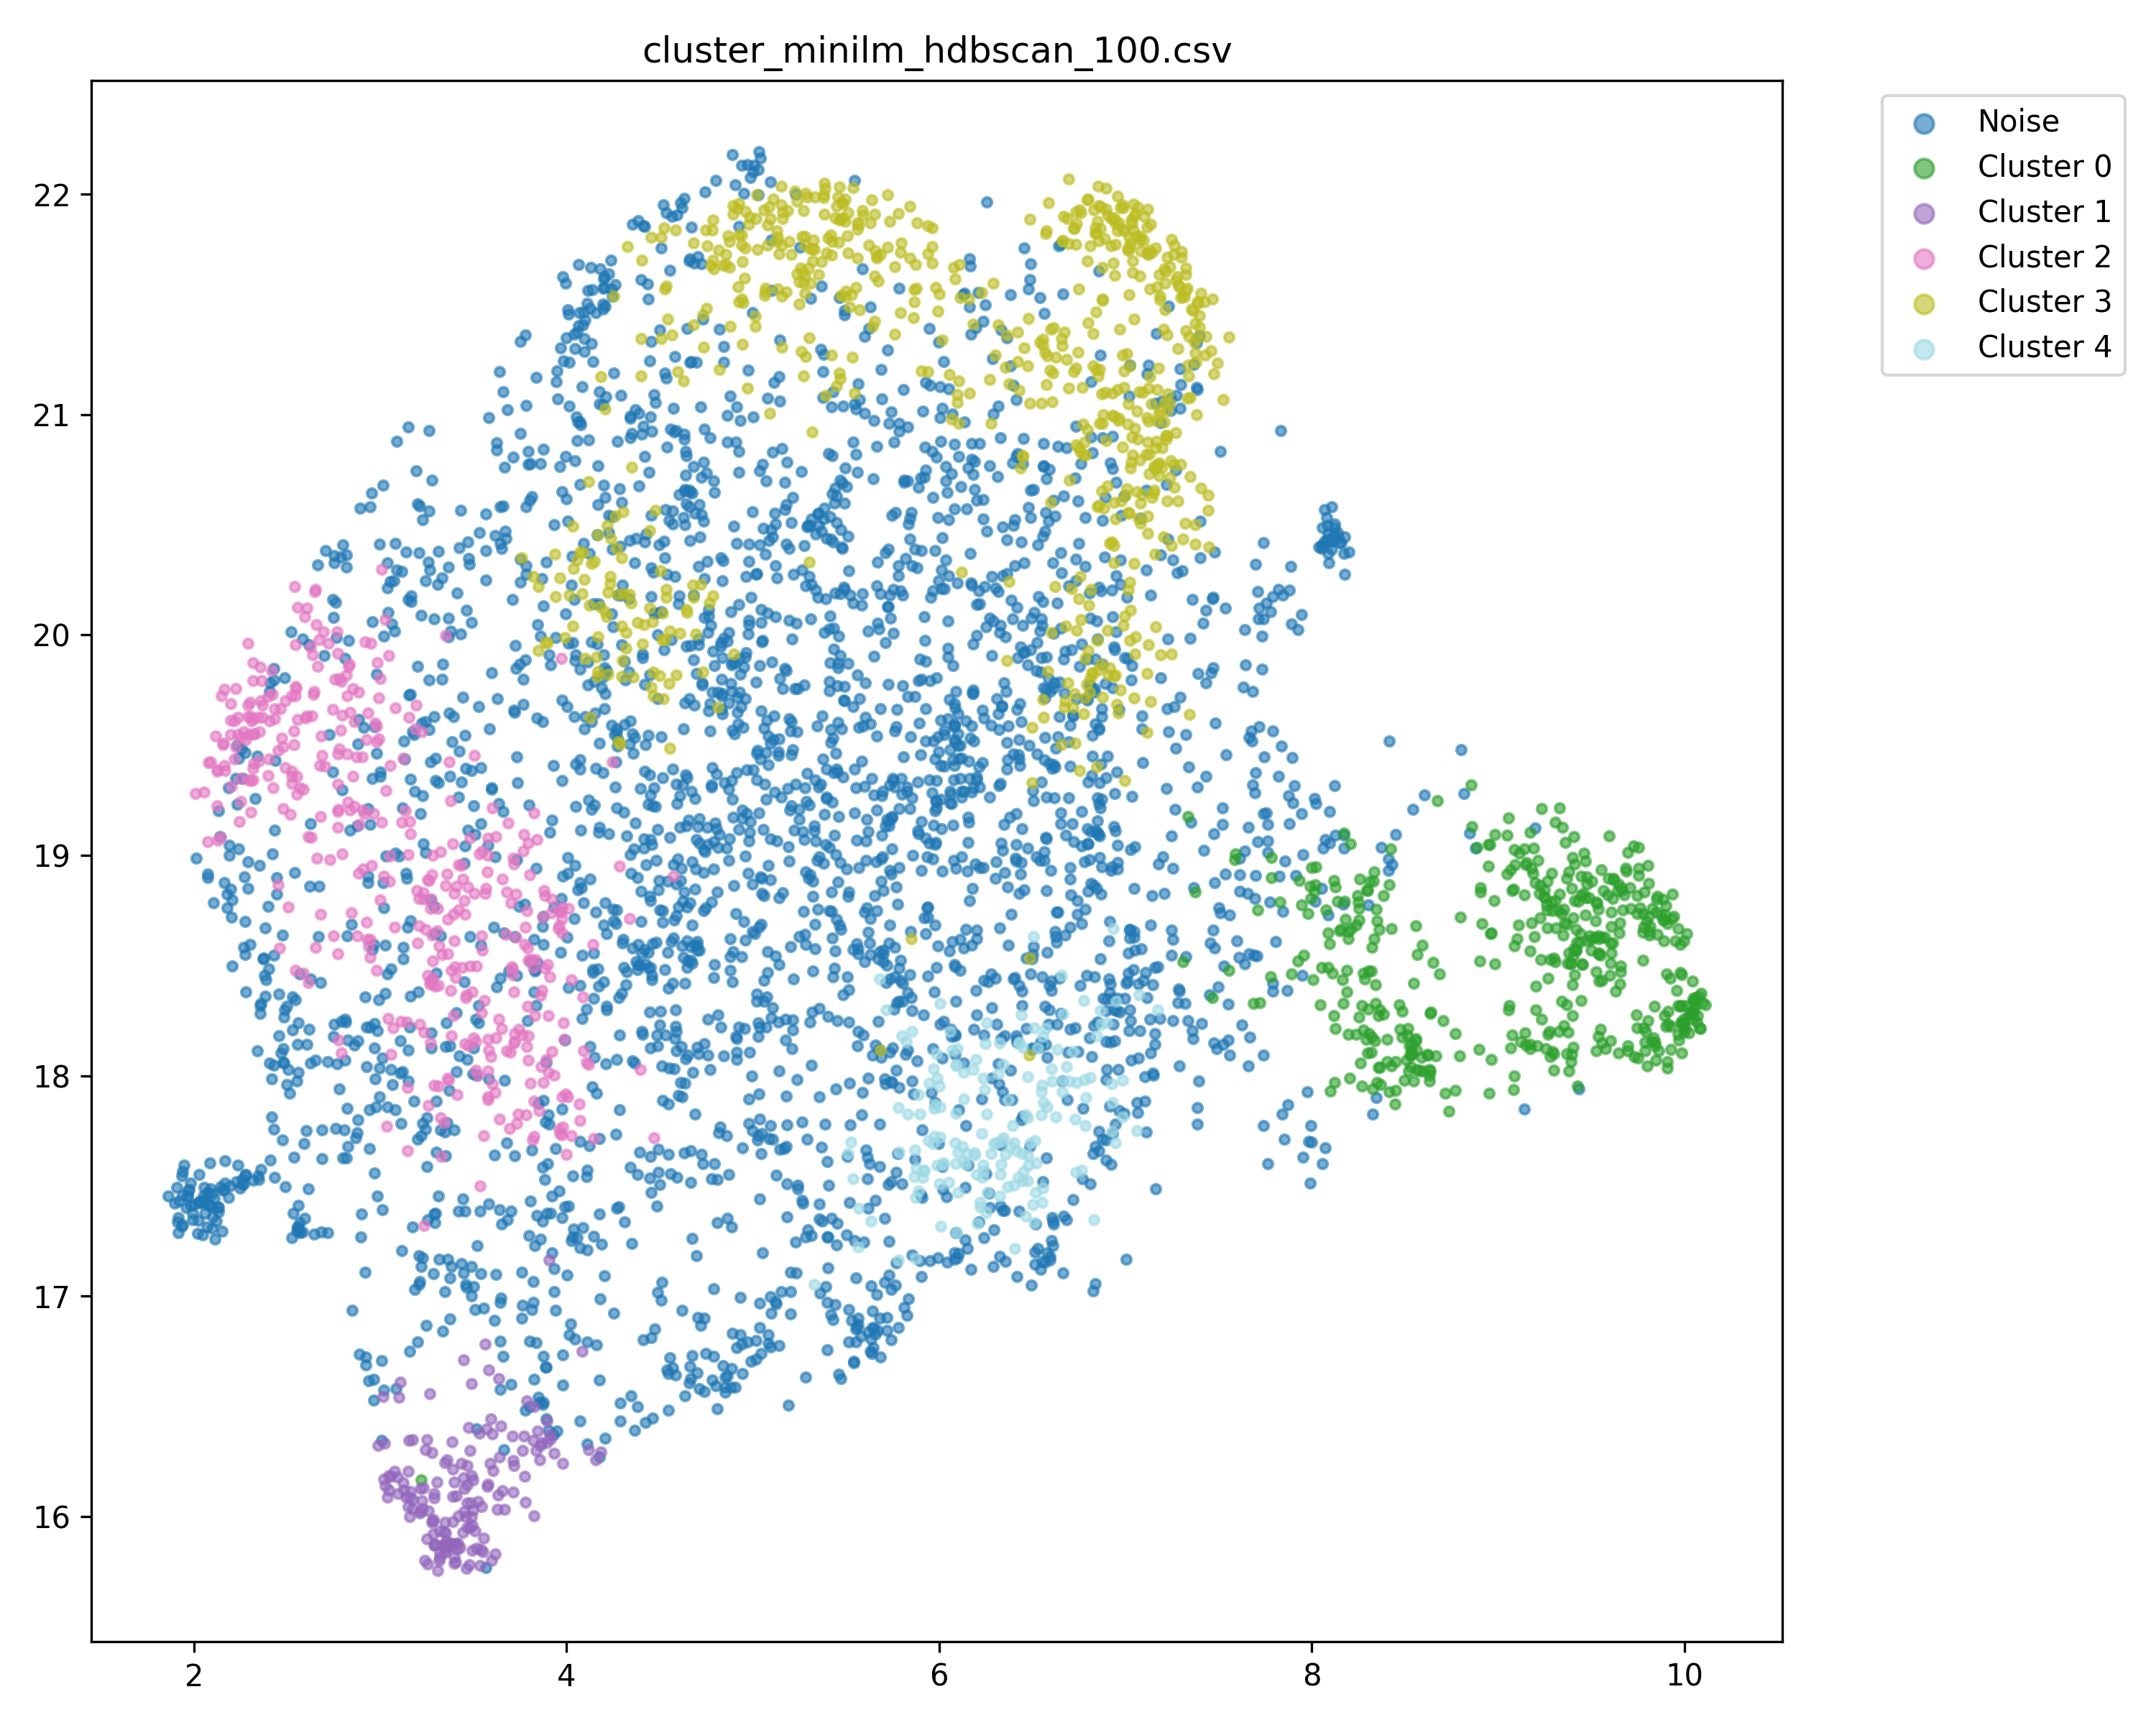 cluster_minilm_hdbscan_100.csv
Noise
Cluster 0
Cluster 1
Cluster 2
Cluster 3
Cluster 4
22
21
20
19
18
17
16
2 4 6 8 10